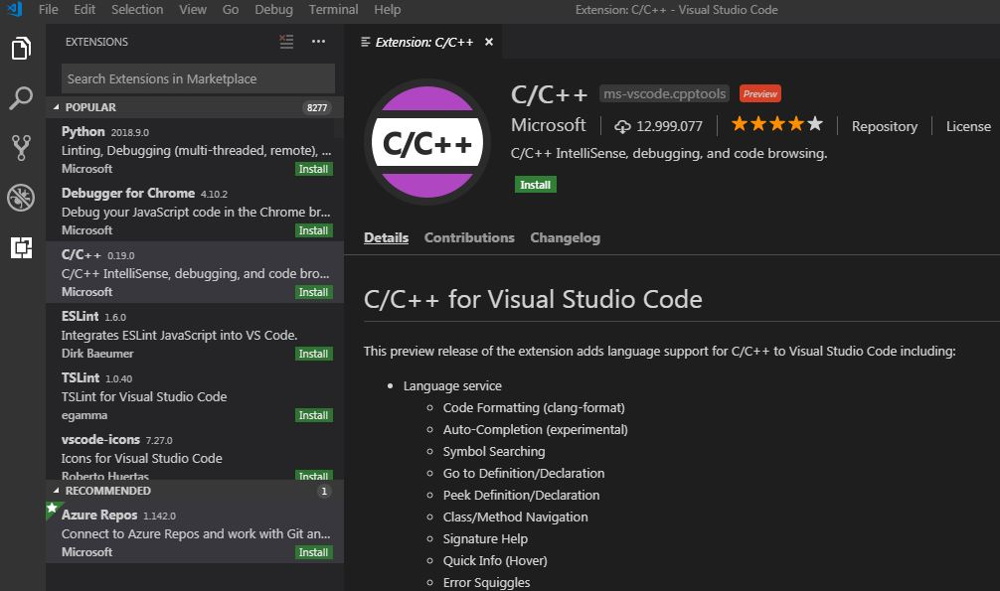 File Edit Selection View Go Debug Terminal Help
Extension: C/C++ - Visual Studio Code
EXTENSIONS
Search Extensions in Marketplace
POPULAR 8277
Python 2018.9.0
Linting, Debugging (multi-threaded, remote), ...
Microsoft Install
Debugger for Chrome 4.10.2
Debug your JavaScript code in the Chrome br...
Microsoft Install
C/C++ 0.19.0
C/C++ IntelliSense, debugging, and code bro...
Microsoft Install
ESLint 1.6.0
Integrates ESLint JavaScript into VS Code.
Dirk Baeumer Install
TSLint 1.0.40
TSLint for Visual Studio Code
egamma Install
vscode-icons 7.27.0
Icons for Visual Studio Code
Roberto Huertas Install
RECOMMENDED 1
Azure Repos 1.142.0
Connect to Azure Repos and work with Git an...
Microsoft Install
Extension: C/C++
C/C++
C/C++ ms-vscode.cpptools Preview
Microsoft 12.999.077 Repository License
C/C++ IntelliSense, debugging, and code browsing.
Install
Details Contributions Changelog
C/C++ for Visual Studio Code
This preview release of the extension adds language support for C/C++ to Visual Studio Code including:
Language service
Code Formatting (clang-format)
Auto-Completion (experimental)
Symbol Searching
Go to Definition/Declaration
Peek Definition/Declaration
Class/Method Navigation
Signature Help
Quick Info (Hover)
Error Squiggles